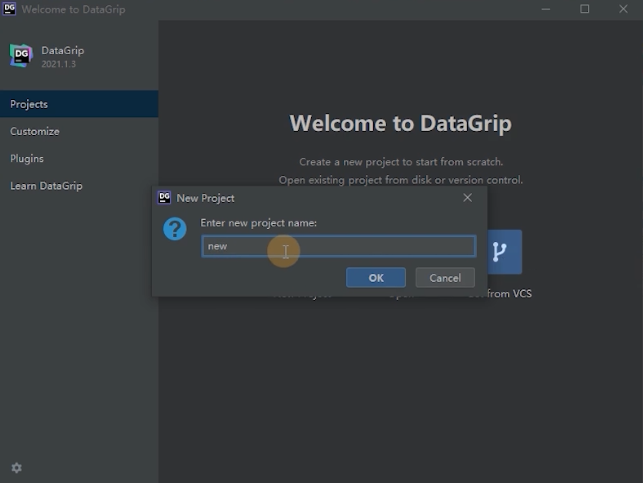 DG Welcome to DataGrip
DG DataGrip
2021.1.3
Projects
Customize
Plugins
Learn DataGrip
Welcome to DataGrip
Create a new project to start from scratch.
Open existing project from disk or version control.
DG New Project
Enter new project name:
new
OK Cancel
from VCS